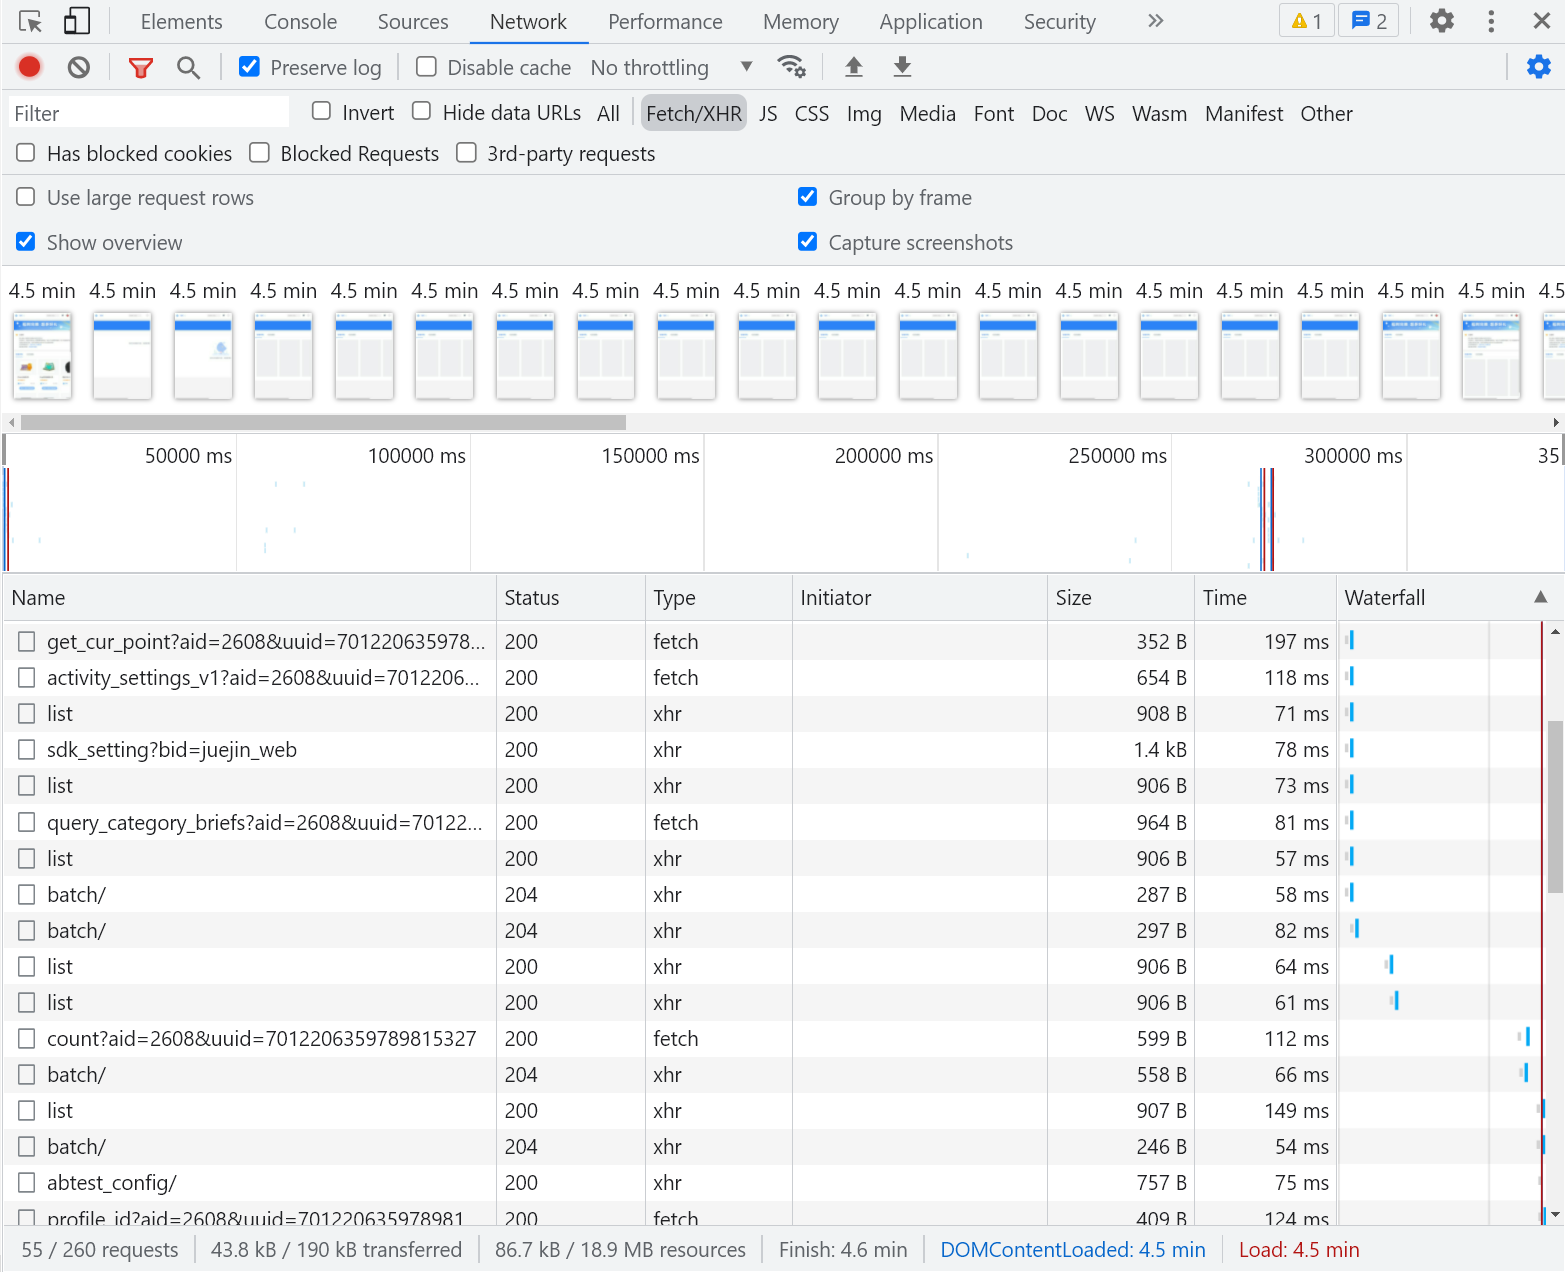 Elements Console Sources Network Performance Memory Application Security 1 2
Preserve log Disable cache No throttling
Filter Invert Hide data URLs All Fetch/XHR JS CSS Img Media Font Doc WS Wasm Manifest Other
Has blocked cookies Blocked Requests 3rd-party requests
Use large request rows Group by frame
Show overview Capture screenshots
4.5 min 4.5 min 4.5 min 4.5 min 4.5 min 4.5 min 4.5 min 4.5 min 4.5 min 4.5 min 4.5 min 4.5 min 4.5 min 4.5 min 4.5 min 4.5 min 4.5 min 4.5 min 4.5 min 4.5
50000 ms 100000 ms 150000 ms 200000 ms 250000 ms 300000 ms 35
Name Status Type Initiator Size Time Waterfall
get_cur_point?aid=2608&uuid=701220635978... 200 fetch 352 B 197 ms
activity_settings_v1?aid=2608&uuid=7012206... 200 fetch 654 B 118 ms
list 200 xhr 908 B 71 ms
sdk_setting?bid=juejin_web 200 xhr 1.4 kB 78 ms
list 200 xhr 906 B 73 ms
query_category_briefs?aid=2608&uuid=70122... 200 fetch 964 B 81 ms
list 200 xhr 906 B 57 ms
batch/ 204 xhr 287 B 58 ms
batch/ 204 xhr 297 B 82 ms
list 200 xhr 906 B 64 ms
list 200 xhr 906 B 61 ms
count?aid=2608&uuid=7012206359789815327 200 fetch 599 B 112 ms
batch/ 204 xhr 558 B 66 ms
list 200 xhr 907 B 149 ms
batch/ 204 xhr 246 B 54 ms
abtest_config/ 200 xhr 757 B 75 ms
profile_id?aid=2608&uuid=701220635978981 200 fetch 409 B 124 ms
55 / 260 requests 43.8 kB / 190 kB transferred 86.7 kB / 18.9 MB resources Finish: 4.6 min DOMContentLoaded: 4.5 min Load: 4.5 min